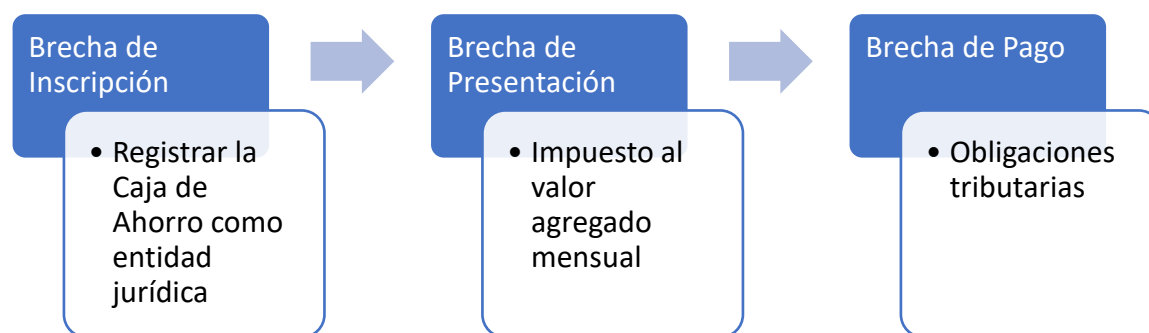 Brecha de
Inscripción
• Registrar la
Caja de
Ahorro como
entidad
jurídica
Brecha de
Presentación
• Impuesto al
valor
agregado
mensual
Brecha de Pago
• Obligaciones
tributarias